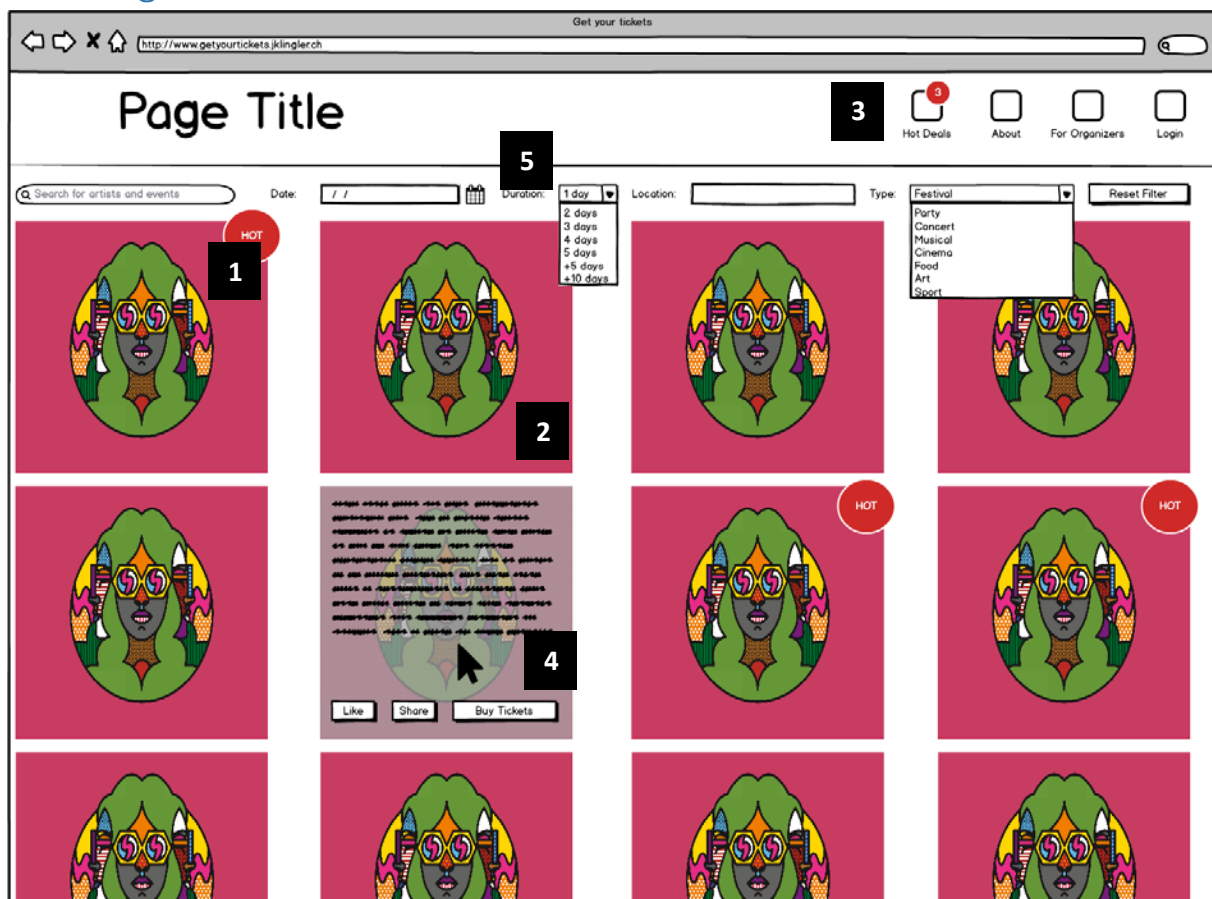 Get your tickets
http://www.getyourtickets.jklingler.ch
Page Title
3
3
Hot Deals
About
For Organizers
Login
5
Search for artists and events
Date:
/ /
Duration:
1 day
2 days
3 days
4 days
5 days
+5 days
+10 days
Location:
Type:
Festival
Party
Concert
Musical
Cinema
Food
Art
Sport
Reset Filter
HOT
1
2
HOT
HOT
4
Like
Share
Buy Tickets